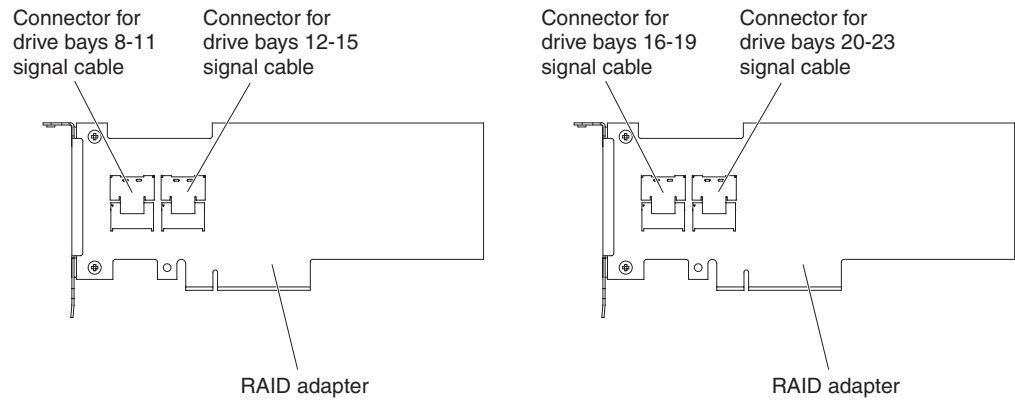 Connector for
drive bays 8-11
signal cable
Connector for
drive bays 12-15
signal cable
Connector for
drive bays 16-19
signal cable
Connector for
drive bays 20-23
signal cable
RAID adapter
RAID adapter